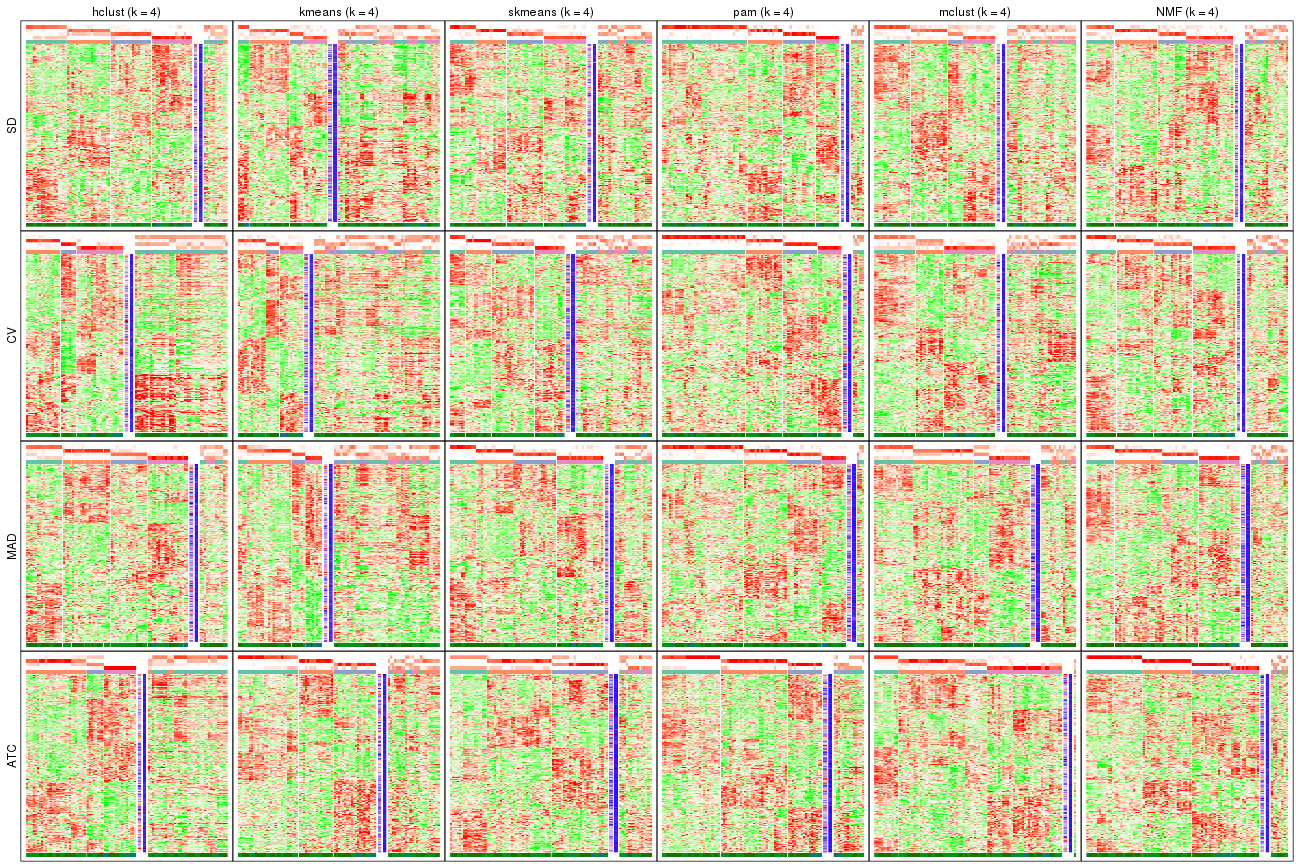 hclust (k = 4) kmeans (k = 4) skmeans (k = 4) pam (k = 4) mclust (k = 4) NMF (k = 4)
SD
CV
MAD
ATC